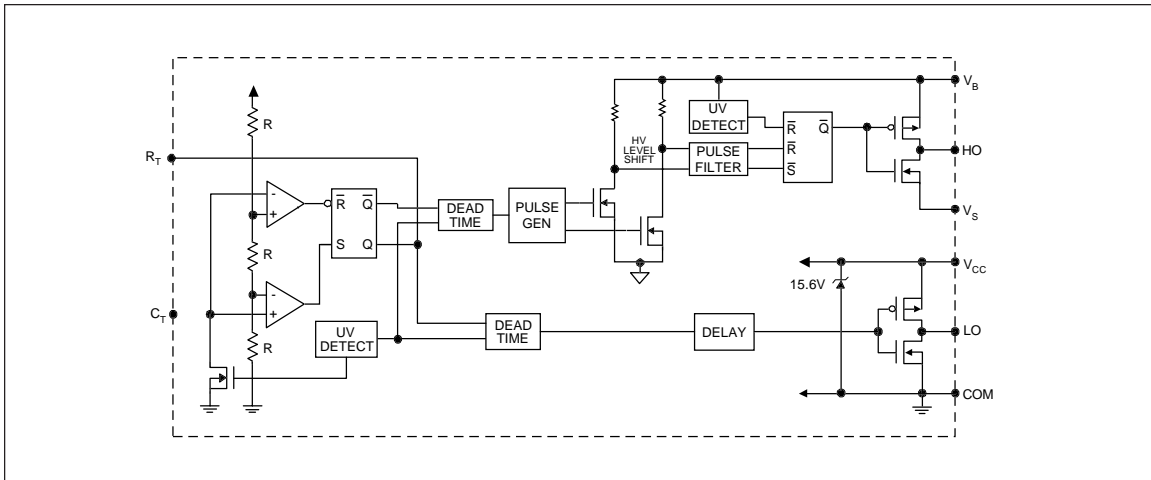 V_B
R
UV
DETECT
R̅
Q̅
HV
LEVEL
SHIFT
R̅
PULSE
FILTER
HO
R_T
S̅
-
+
R̅
Q̅
DEAD
TIME
PULSE
GEN
V_S
S
Q
R
V_CC
15.6V
-
+
C_T
UV
DETECT
DEAD
TIME
DELAY
LO
R
COM